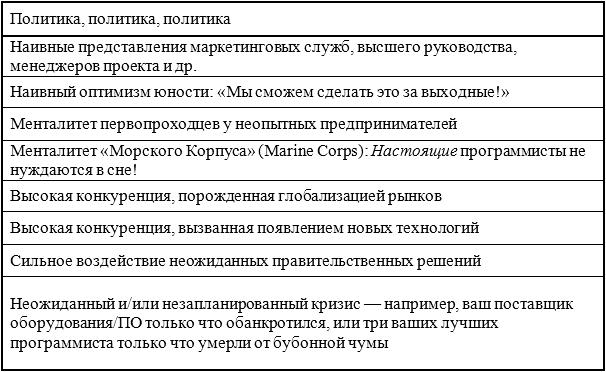 Политика, политика, политика
Наивные представления маркетинговых служб, высшего руководства,
менеджеров проекта и др.
Наивный оптимизм юности: «Мы сможем сделать это за выходные!»
Менталитет первопроходцев у неопытных предпринимателей
Менталитет «Морского Корпуса» (Marine Corps): Настоящие программисты не
нуждаются в сне!
Высокая конкуренция, порожденная глобализацией рынков
Высокая конкуренция, вызванная появлением новых технологий
Сильное воздействие неожиданных правительственных решений
Неожиданный и/или незапланированный кризис — например, ваш поставщик
оборудования/ПО только что обанкротился, или три ваших лучших
программиста только что умерли от бубонной чумы